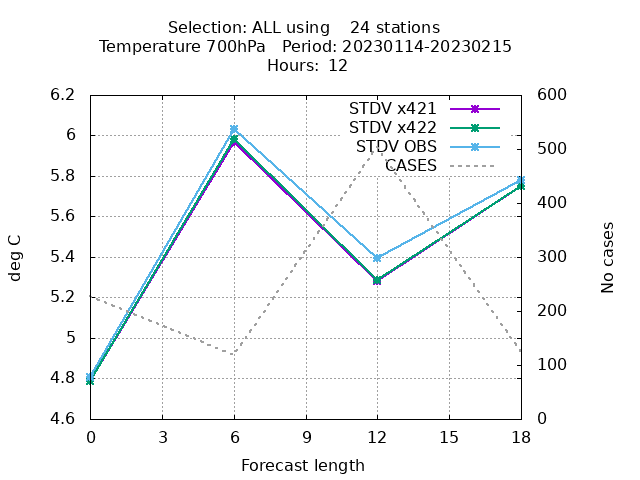 Selection: ALL using    24 stations
Temperature 700hPa   Period: 20230114-20230215
Hours: 12
STDV x421
STDV x422
STDV OBS
CASES
6.2
6
5.8
5.6
5.4
5.2
5
4.8
4.6
deg C
600
500
400
300
200
100
0
No cases
0 3 6 9 12 15 18
Forecast length